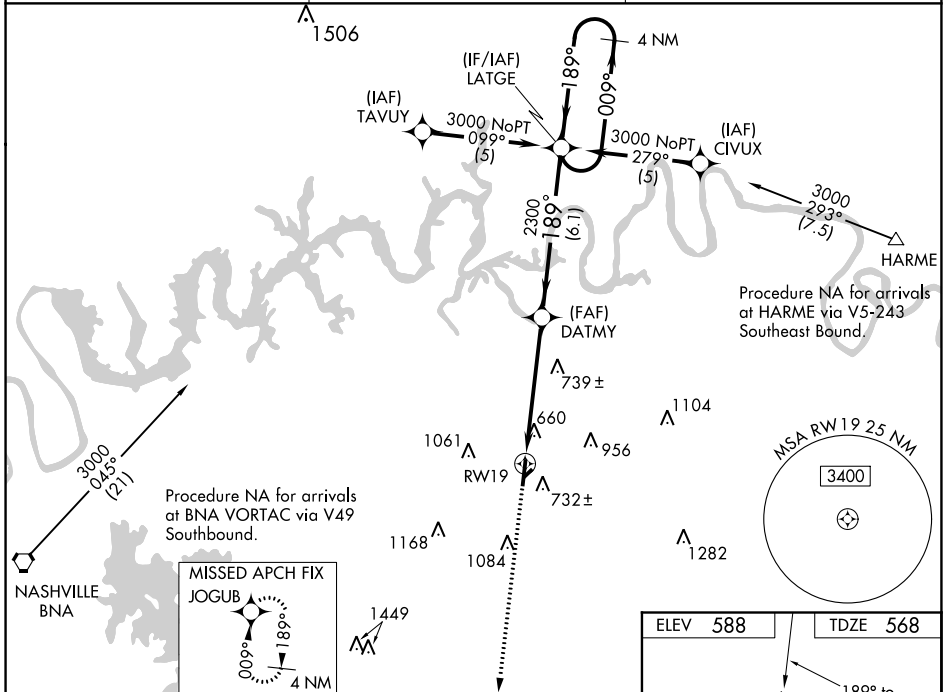 1506
4 NM
(IF/IAF)
LATGE
189°
009°
(IAF)
TAVUY
3000 NoPT
099°
(5)
3000 NoPT
279°
(5)
(IAF)
CIVUX
3000
293°
(7.5)
HARME
2300
189°
(6.1)
Procedure NA for arrivals
at HARME via V5-243
Southeast Bound.
(FAF)
DATMY
739 ±
660
1104
1061
956
RW19
732 ±
MSA RW19 25 NM
3400
3000
045°
(21)
Procedure NA for arrivals
at BNA VORTAC via V49
Southbound.
1168
1084
1282
NASHVILLE
BNA
MISSED APCH FIX
JOGUB
009°
189°
4 NM
1449
ELEV 588
TDZE 568
189° to